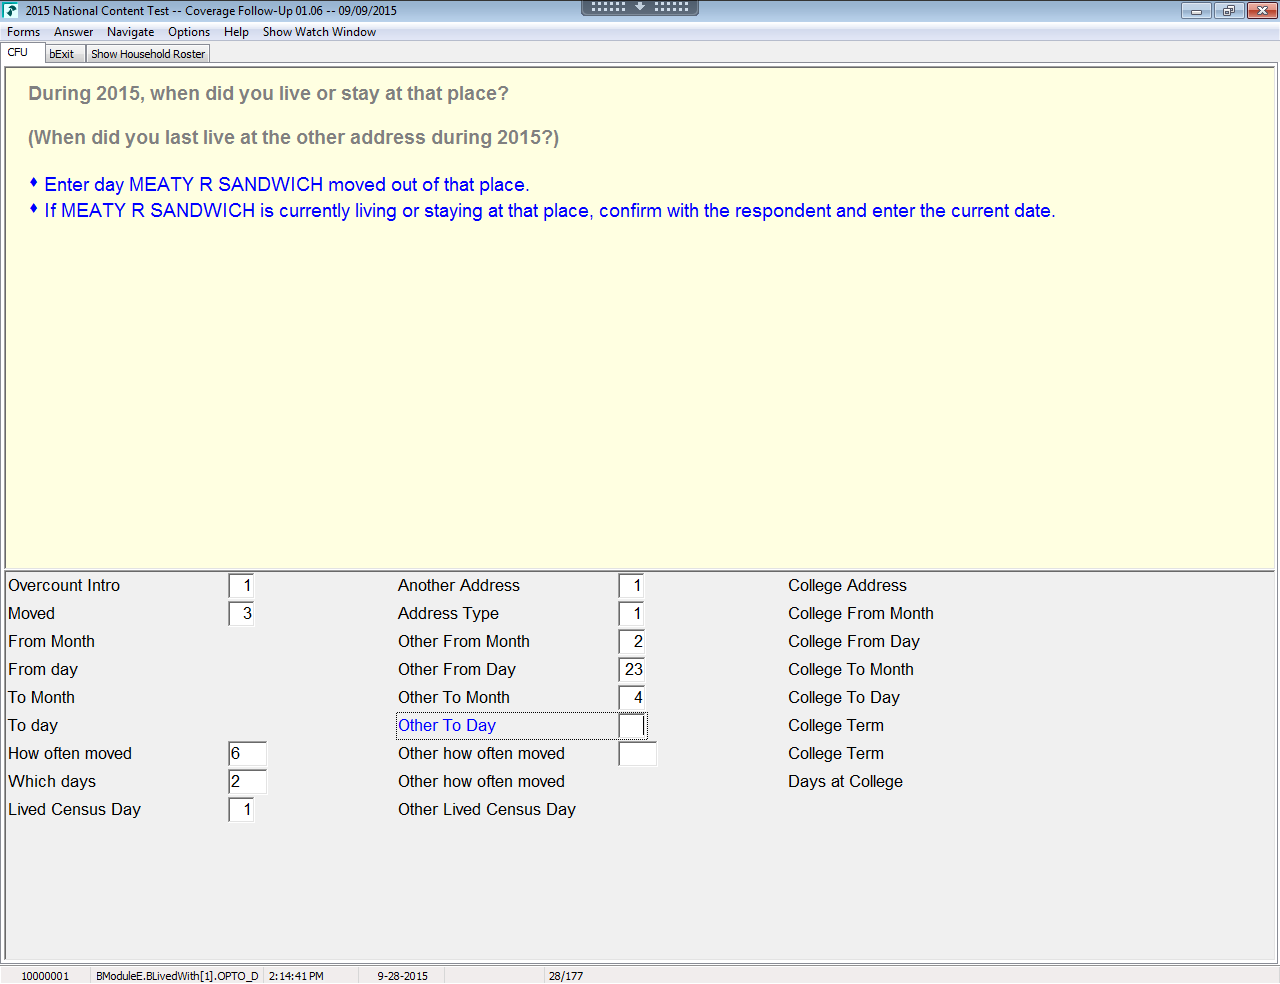 2015 National Content Test -- Coverage Follow-Up 01.06 -- 09/09/2015
Forms Answer Navigate Options Help Show Watch Window
CFU bExit Show Household Roster
During 2015, when did you live or stay at that place?
(When did you last live at the other address during 2015?)
♦ Enter day MEATY R SANDWICH moved out of that place.
♦ If MEATY R SANDWICH is currently living or staying at that place, confirm with the respondent and enter the current date.
Overcount Intro 1 Another Address 1 College Address
Moved 3 Address Type 1 College From Month
From Month Other From Month 2 College From Day
From day Other From Day 23 College To Month
To Month Other To Month 4 College To Day
To day Other To Day College Term
How often moved 6 Other how often moved College Term
Which days 2 Other how often moved Days at College
Lived Census Day 1 Other Lived Census Day
10000001 BModuleE.BLivedWith[1].OPTO_D 2:14:41 PM 9-28-2015 28/177